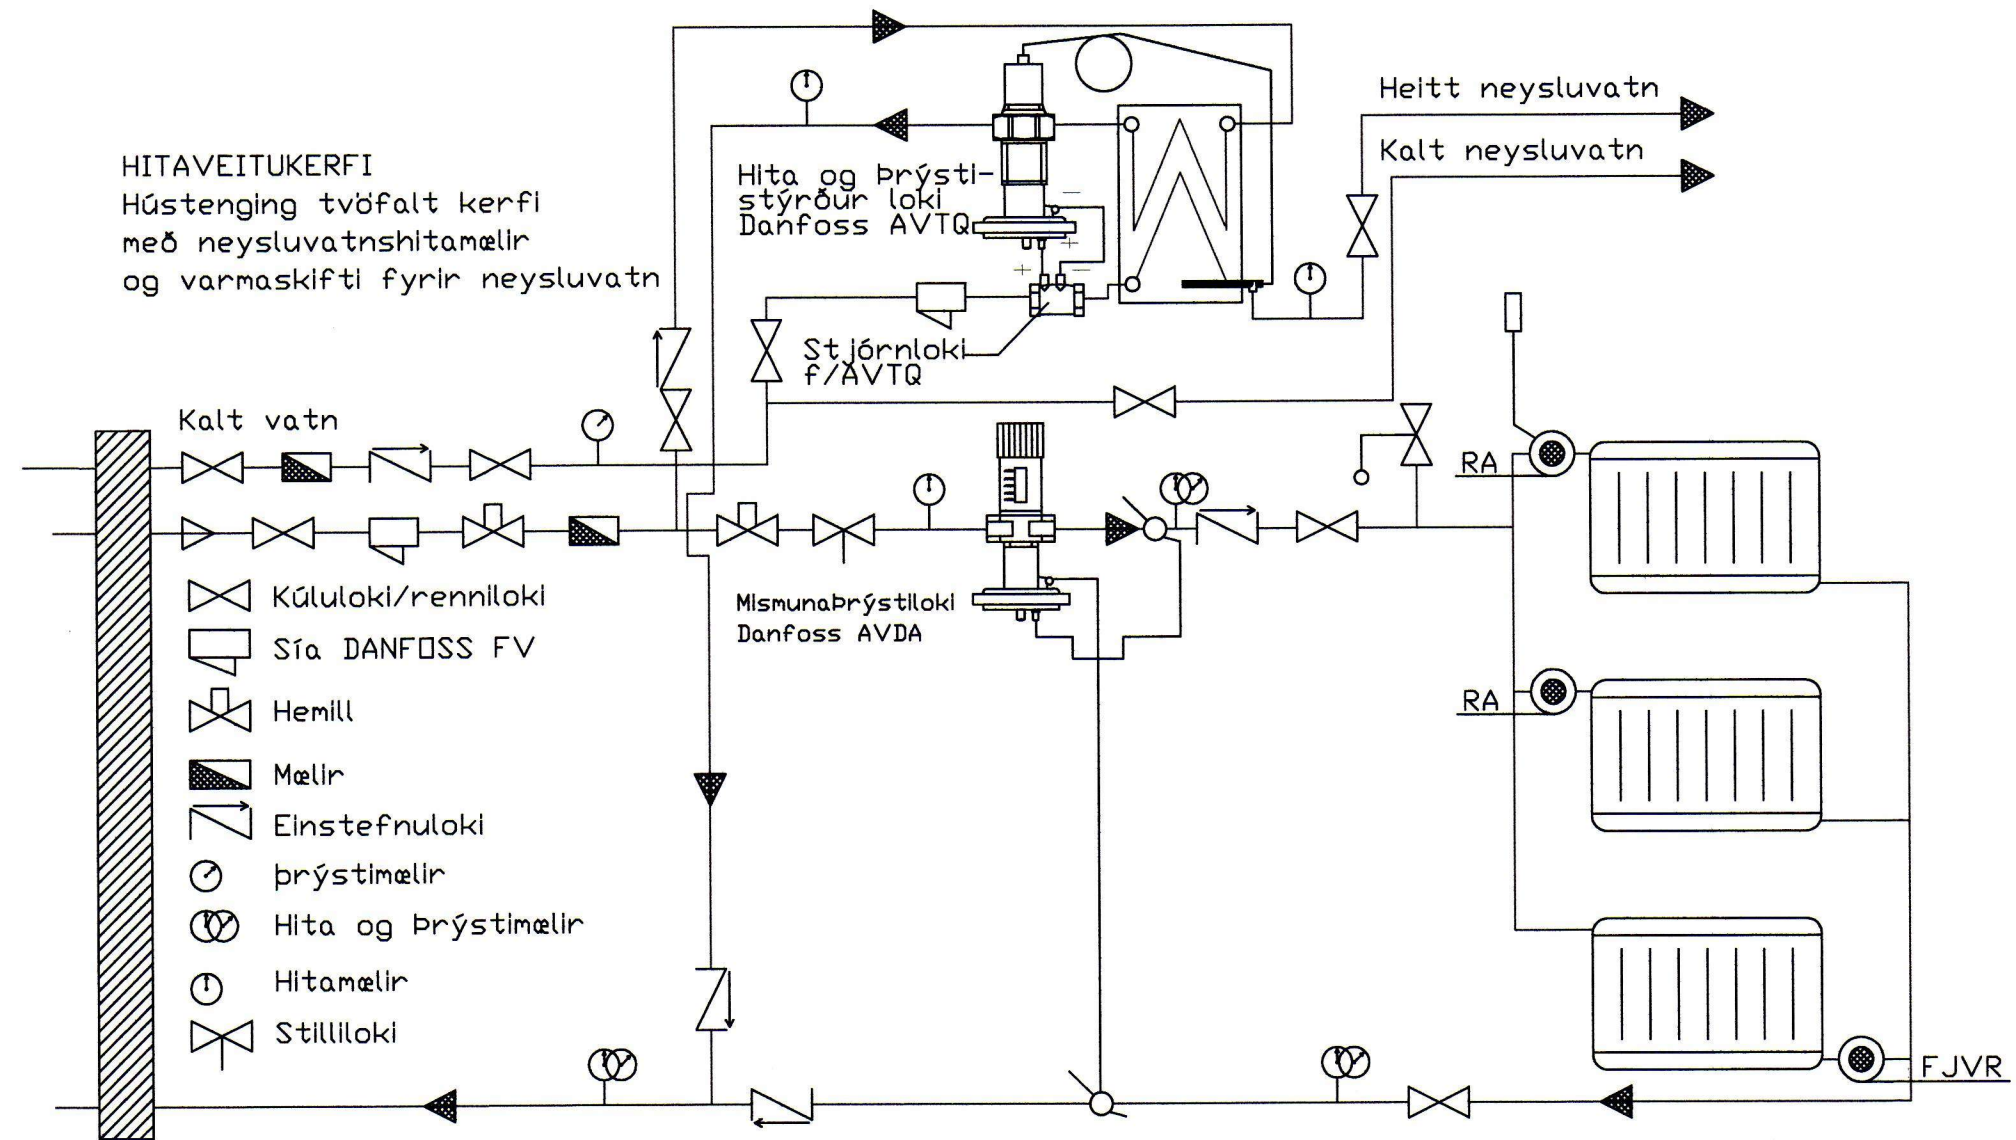 HITAVEITUKERFI
Hústenging tvöfalt kerfi
með neysluvatnshitamælir
og varmaskifti fyrir neysluvatn
Hita og Þrýsti-
stýrður loki
Danfoss AVTQ
−
+
+
−
Stjórnloki
f/AVTQ
Heitt neysluvatn
Kalt neysluvatn
Kalt vatn
Mismunaþrýstiloki
Danfoss AVDA
RA
RA
FJVR
Kúluloki/renniloki
Sía DANFOSS FV
Hemill
Mælir
Einstefnuloki
Þrýstimælir
Hita og Þrýstimælir
Hitamælir
Stilliloki